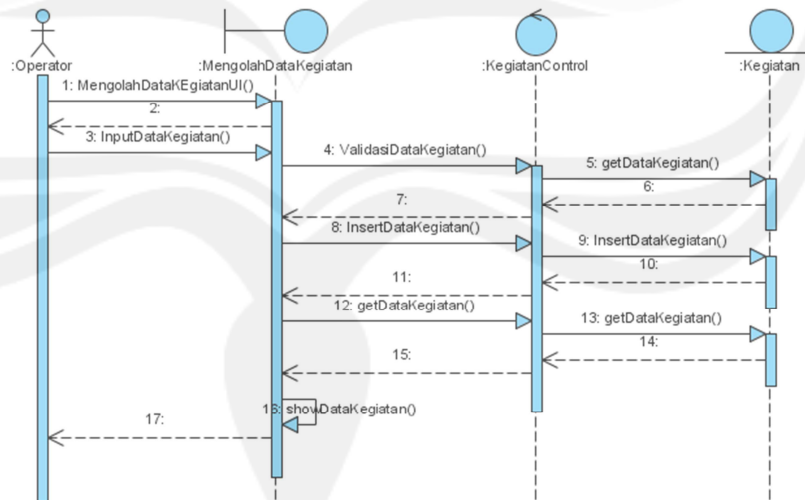 :Operator
:MengolahDataKegiatan
:KegiatanControl
:Kegiatan
1: MengolahDataKEgiatanUI()
2:
3: InputDataKegiatan()
4: ValidasiDataKegiatan()
5: getDataKegiatan()
6:
7:
8: InsertDataKegiatan()
9: InsertDataKegiatan()
10:
11:
12: getDataKegiatan()
13: getDataKegiatan()
14:
15:
16: showDataKegiatan()
17: